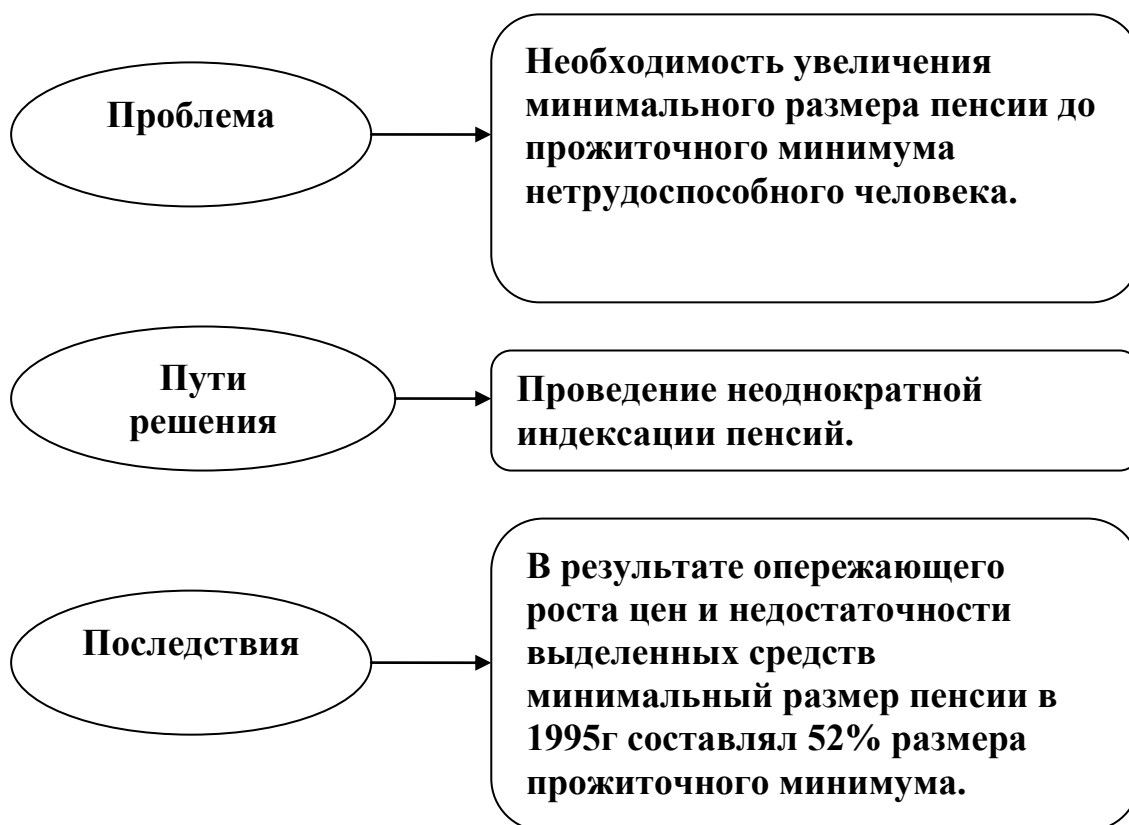 Проблема
Необходимость увеличения
минимального размера пенсии до
прожиточного минимума
нетрудоспособного человека.
Пути
решения
Проведение неоднократной
индексации пенсий.
Последствия
В результате опережающего
роста цен и недостаточности
выделенных средств
минимальный размер пенсии в
1995г составлял 52% размера
прожиточного минимума.